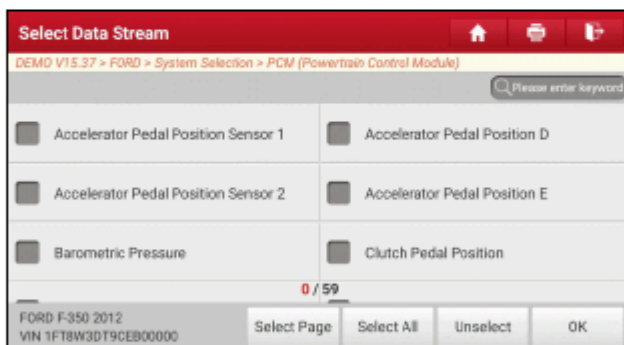 Select Data Stream
DEMO V15.37 > FORD > System Selection > PCM (Powertrain Control Module)
Please enter keyword
Accelerator Pedal Position Sensor 1
Accelerator Pedal Position D
Accelerator Pedal Position Sensor 2
Accelerator Pedal Position E
Barometric Pressure
Clutch Pedal Position
0 / 59
FORD F-350 2012
VIN 1FT8W3DT9CEB00000
Select Page
Select All
Unselect
OK